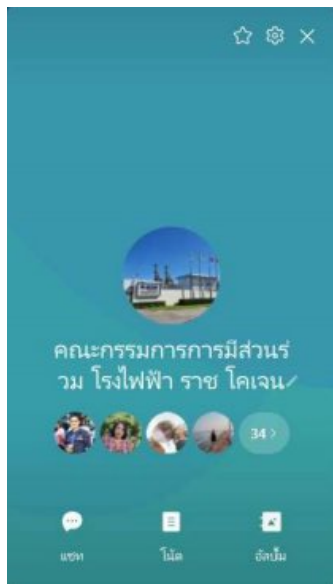 คณะกรรมการการมีส่วนร่
วม โรงไฟฟ้า ราช โคเจน
34 >
แชท
โน้ต
อัลบั้ม